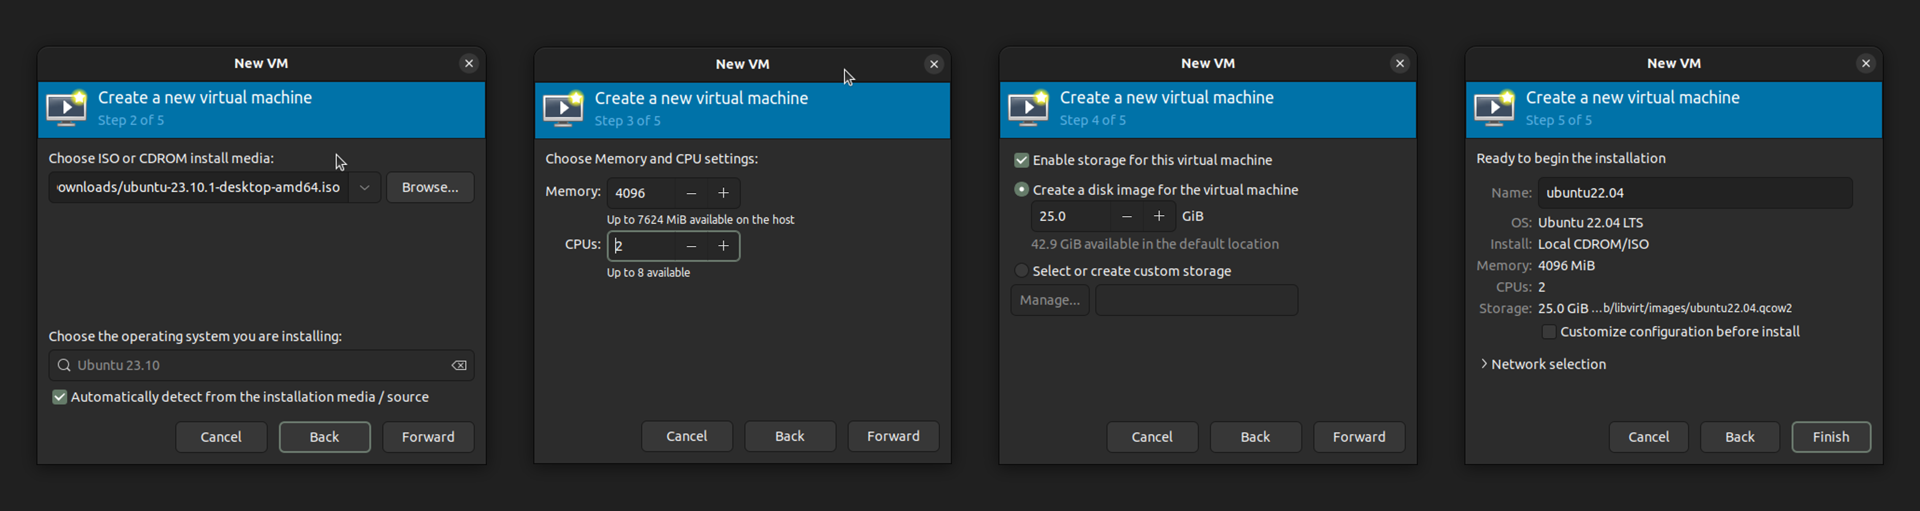 New VM
Create a new virtual machine
Step 2 of 5
Choose ISO or CDROM install media:
ownloads/ubuntu-23.10.1-desktop-amd64.iso
Browse...
Choose the operating system you are installing:
Ubuntu 23.10
Automatically detect from the installation media / source
Cancel
Back
Forward
New VM
Create a new virtual machine
Step 3 of 5
Choose Memory and CPU settings:
Memory: 4096 − +
Up to 7624 MiB available on the host
CPUs: 2 − +
Up to 8 available
Cancel
Back
Forward
New VM
Create a new virtual machine
Step 4 of 5
Enable storage for this virtual machine
Create a disk image for the virtual machine
25.0 − + GiB
42.9 GiB available in the default location
Select or create custom storage
Manage...
Cancel
Back
Forward
New VM
Create a new virtual machine
Step 5 of 5
Ready to begin the installation
Name: ubuntu22.04
OS: Ubuntu 22.04 LTS
Install: Local CDROM/ISO
Memory: 4096 MiB
CPUs: 2
Storage: 25.0 GiB ...b/libvirt/images/ubuntu22.04.qcow2
Customize configuration before install
Network selection
Cancel
Back
Finish